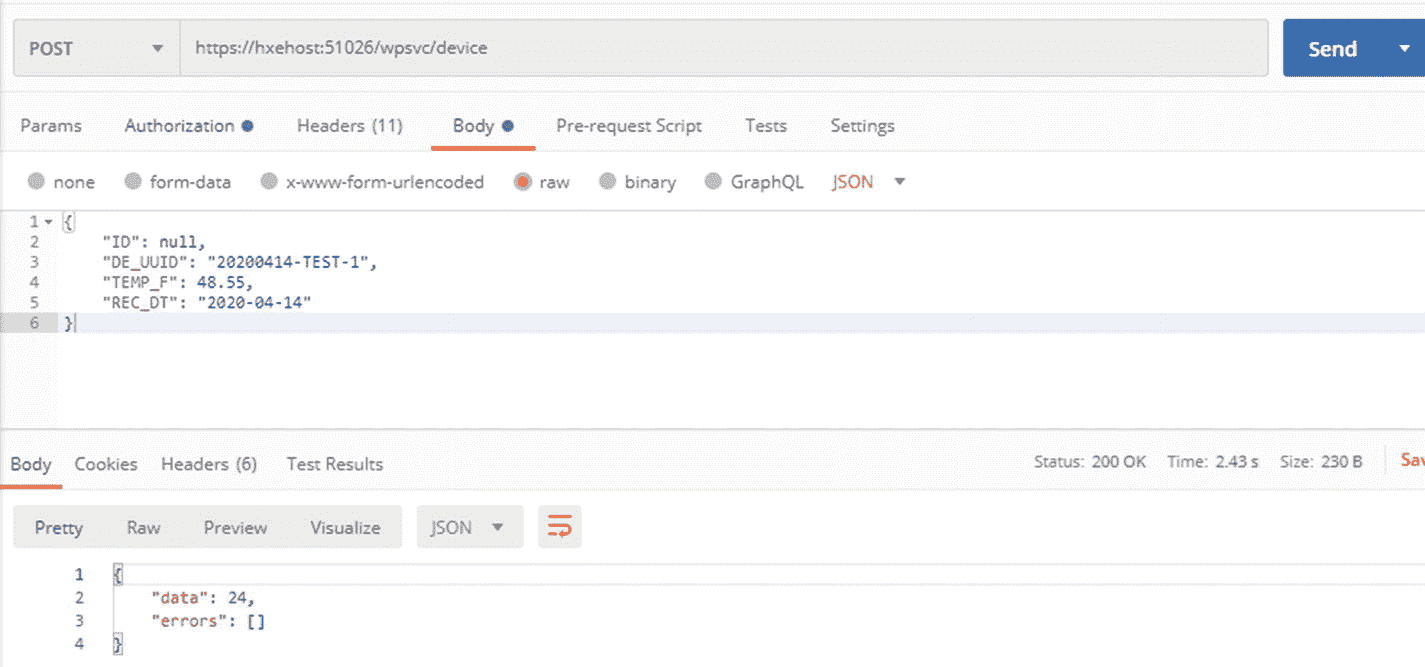 POST https://hxehost:51026/wpsvc/device Send
Params Authorization Headers (11) Body Pre-request Script Tests Settings
none form-data x-www-form-urlencoded raw binary GraphQL JSON
1 {
2 "ID": null,
3 "DE_UUID": "20200414-TEST-1",
4 "TEMP_F": 48.55,
5 "REC_DT": "2020-04-14"
6 }
Body Cookies Headers (6) Test Results Status: 200 OK Time: 2.43 s Size: 230 B Sav
Pretty Raw Preview Visualize JSON
1 {
2 "data": 24,
3 "errors": []
4 }